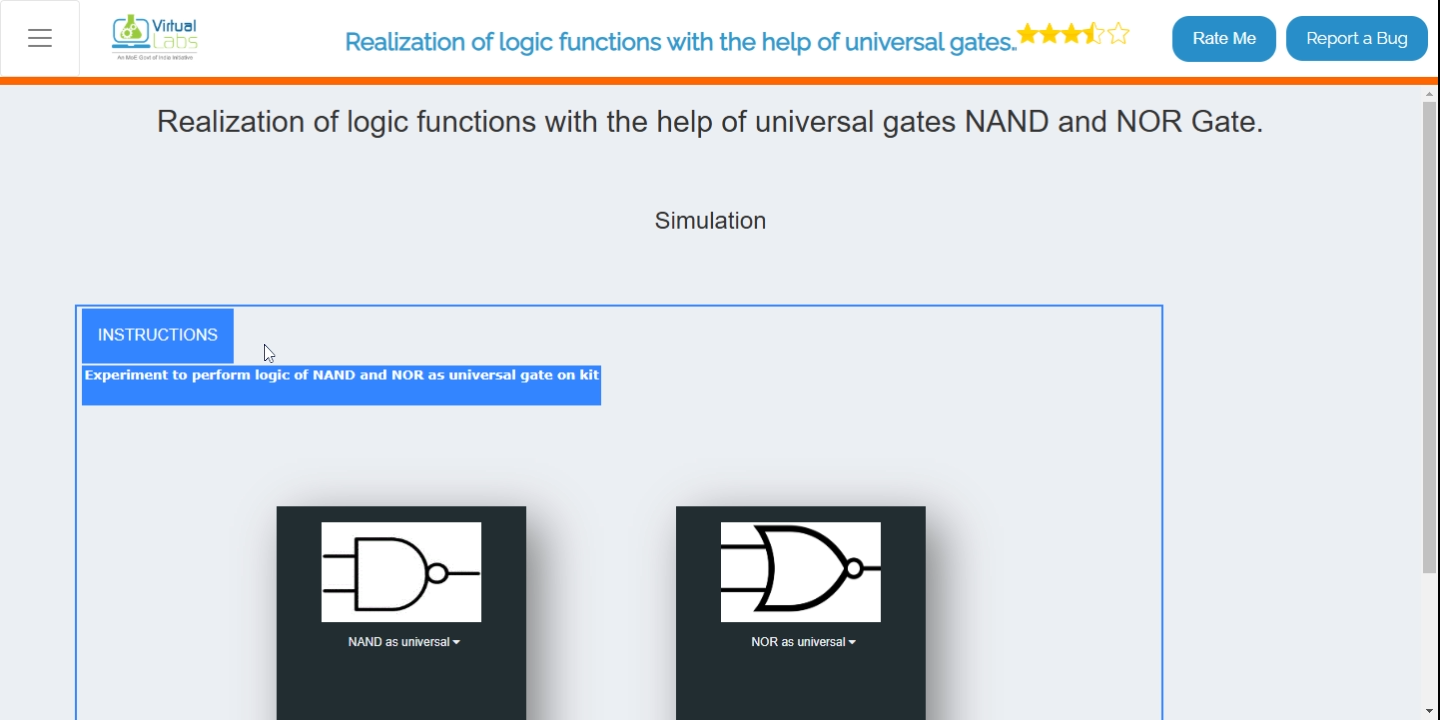 Virtual
Labs
An MoE Govt of India Initiative
Realization of logic functions with the help of universal gates..
Rate Me
Report a Bug
Realization of logic functions with the help of universal gates NAND and NOR Gate.
Simulation
INSTRUCTIONS
Experiment to perform logic of NAND and NOR as universal gate on kit
NAND as universal
NOR as universal